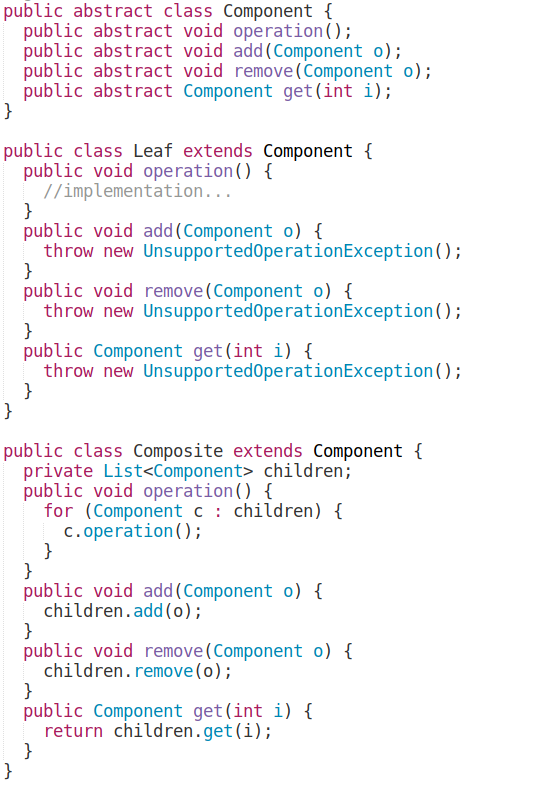 public abstract class Component {
  public abstract void operation();
  public abstract void add(Component o);
  public abstract void remove(Component o);
  public abstract Component get(int i);
}

public class Leaf extends Component {
  public void operation() {
    //implementation...
  }
  public void add(Component o) {
    throw new UnsupportedOperationException();
  }
  public void remove(Component o) {
    throw new UnsupportedOperationException();
  }
  public Component get(int i) {
    throw new UnsupportedOperationException();
  }
}

public class Composite extends Component {
  private List<Component> children;
  public void operation() {
    for (Component c : children) {
      c.operation();
    }
  }
  public void add(Component o) {
    children.add(o);
  }
  public void remove(Component o) {
    children.remove(o);
  }
  public Component get(int i) {
    return children.get(i);
  }
}